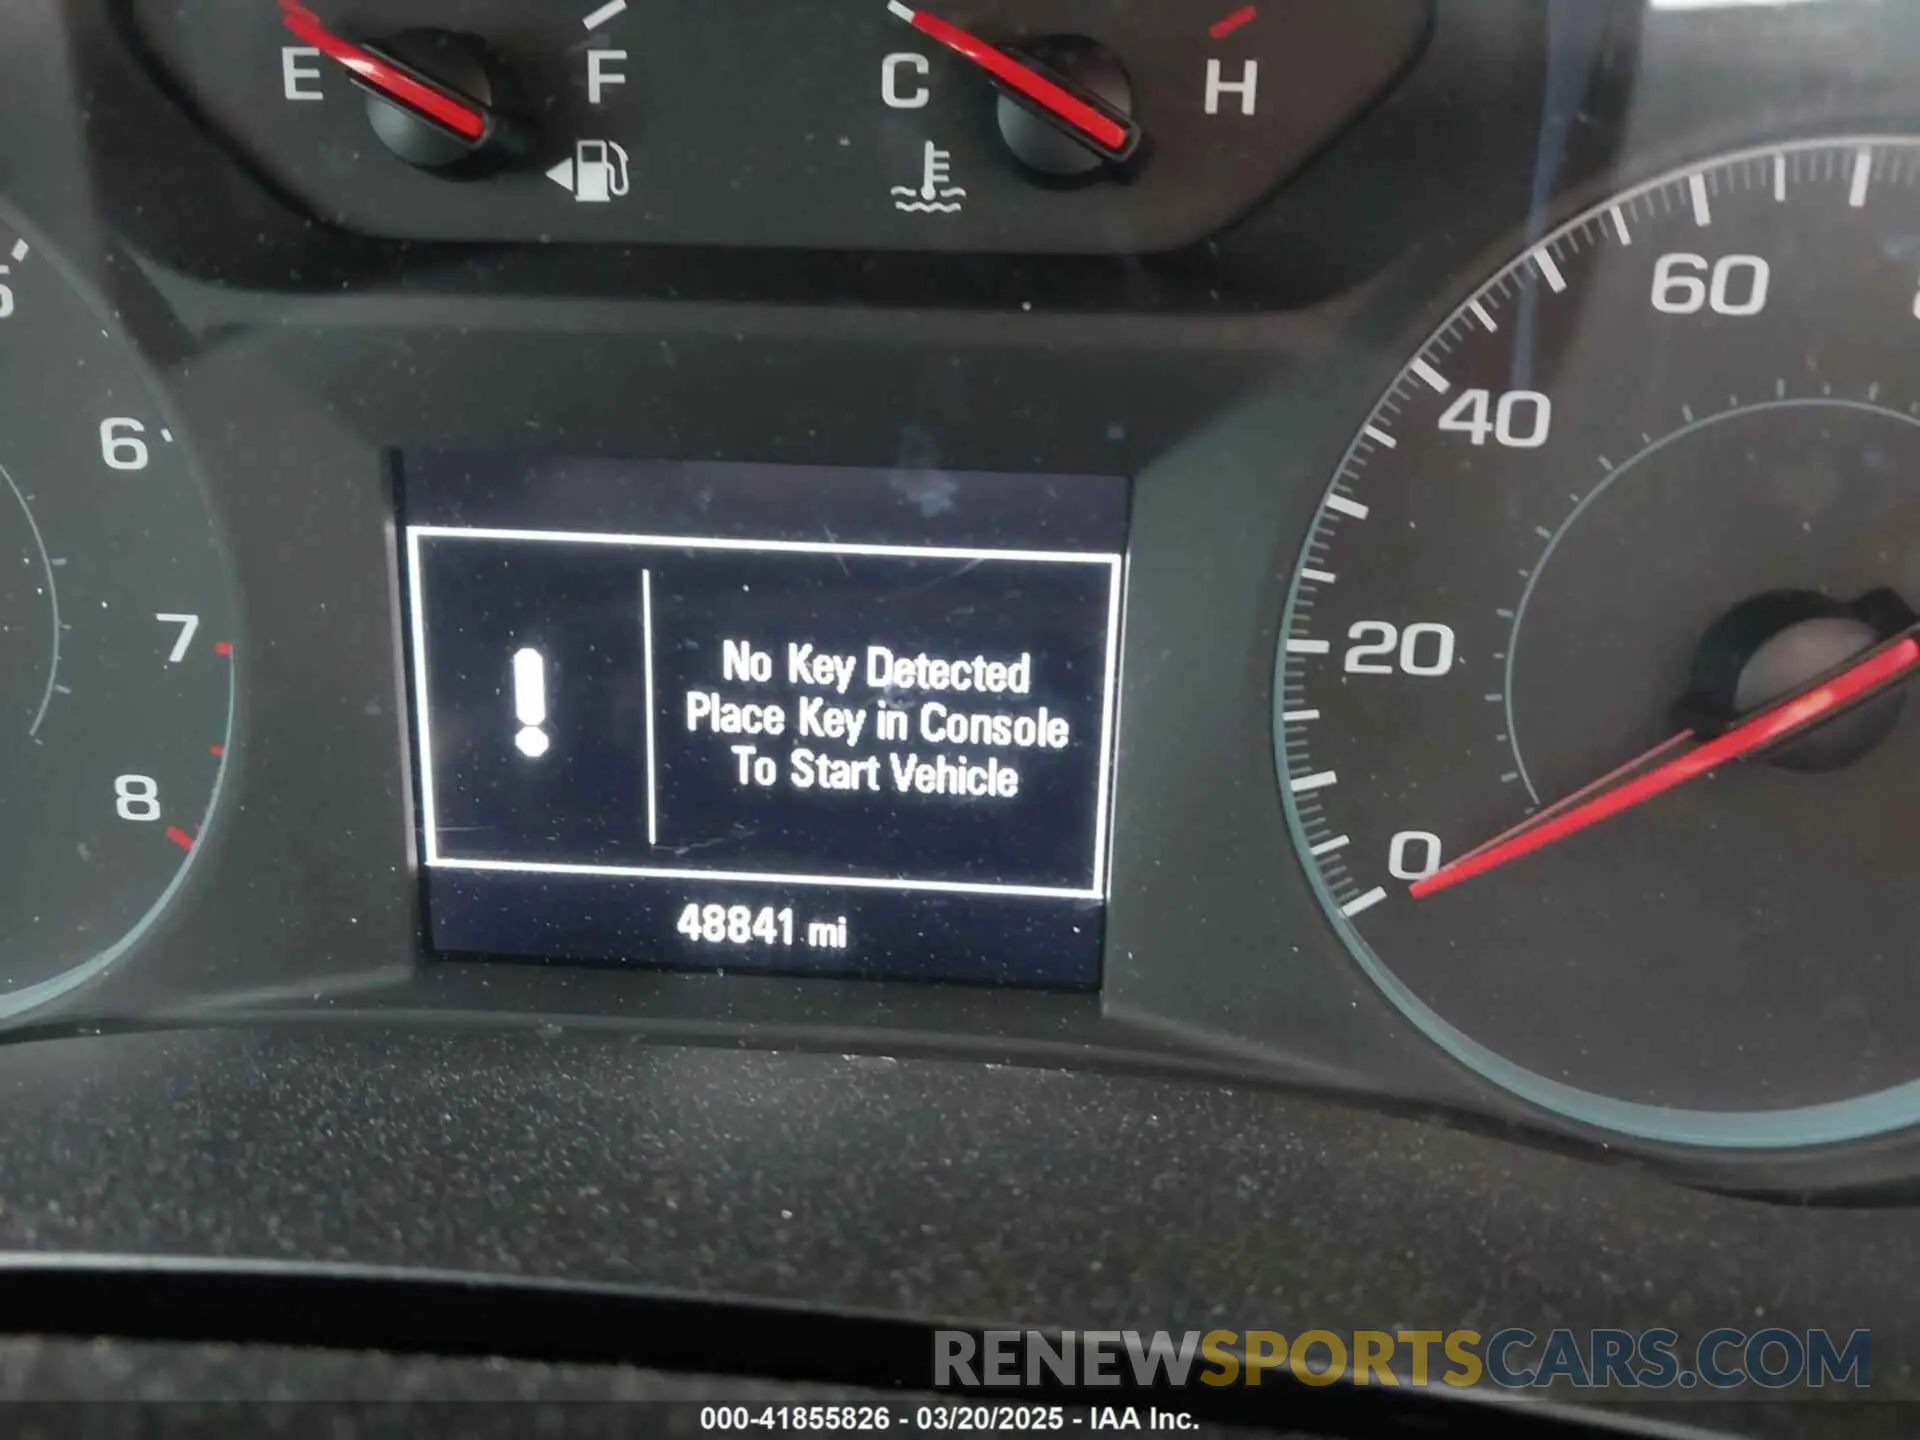 E F C H
5 60
6 40
7 20
8 0
No Key Detected
Place Key in Console
To Start Vehicle
48841 mi
RENEWSPORTSCARS.COM
000-41855826 - 03/20/2025 - IAA Inc.